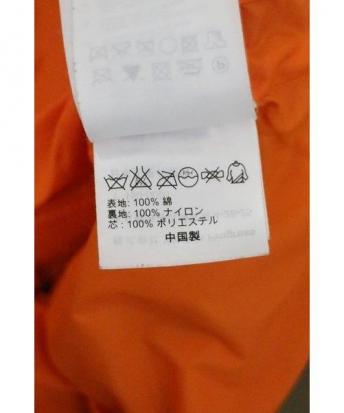 表地: 100% 綿
裏地: 100% ナイロン
芯 : 100% ポリエステル
中国製